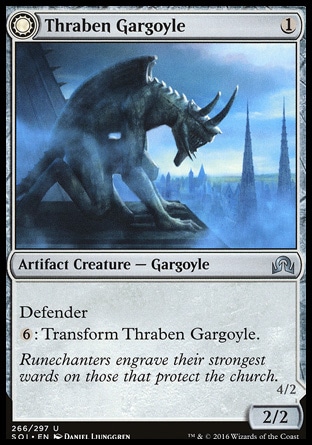 Thraben Gargoyle 1
Artifact Creature — Gargoyle
Defender
6: Transform Thraben Gargoyle.
Runechanters engrave their strongest
wards on those that protect the church.
4/2
2/2
266/297 U
SOI • EN Daniel Ljunggren
™ & © 2016 Wizards of the Coast